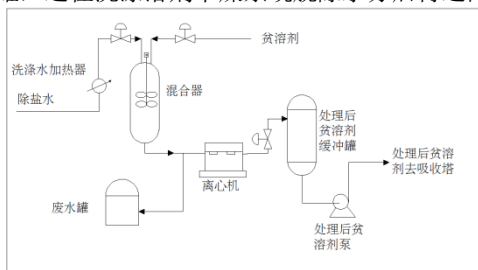 贫溶剂
洗涤水加热器
混合器
除盐水
处理后
贫溶剂
缓冲罐
处理后贫溶
剂去吸收塔
离心机
废水罐
处理后贫
溶剂泵